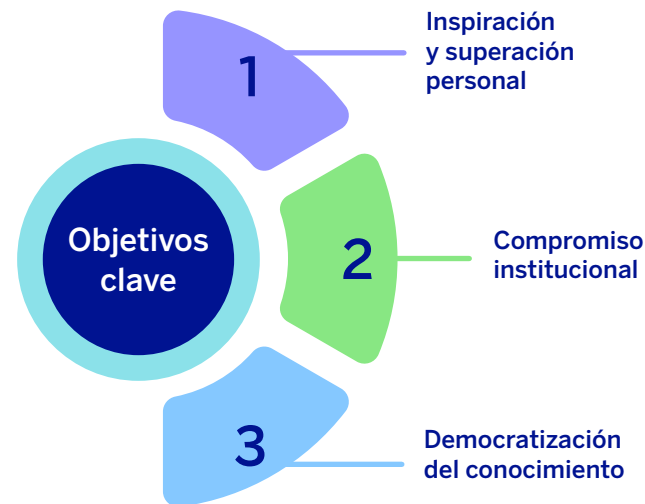 Objetivos
clave
1
Inspiración
y superación
personal
2
Compromiso
institucional
3
Democratización
del conocimiento